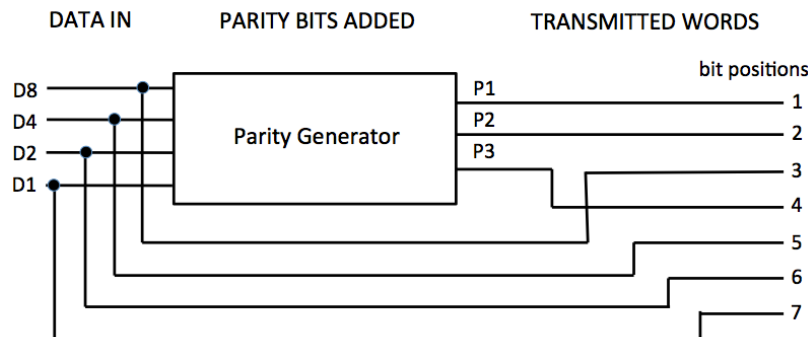 DATA IN PARITY BITS ADDED TRANSMITTED WORDS
bit positions
D8 P1 1
D4 P2 2
Parity Generator
D2 P3 3
D1 4
5
6
7